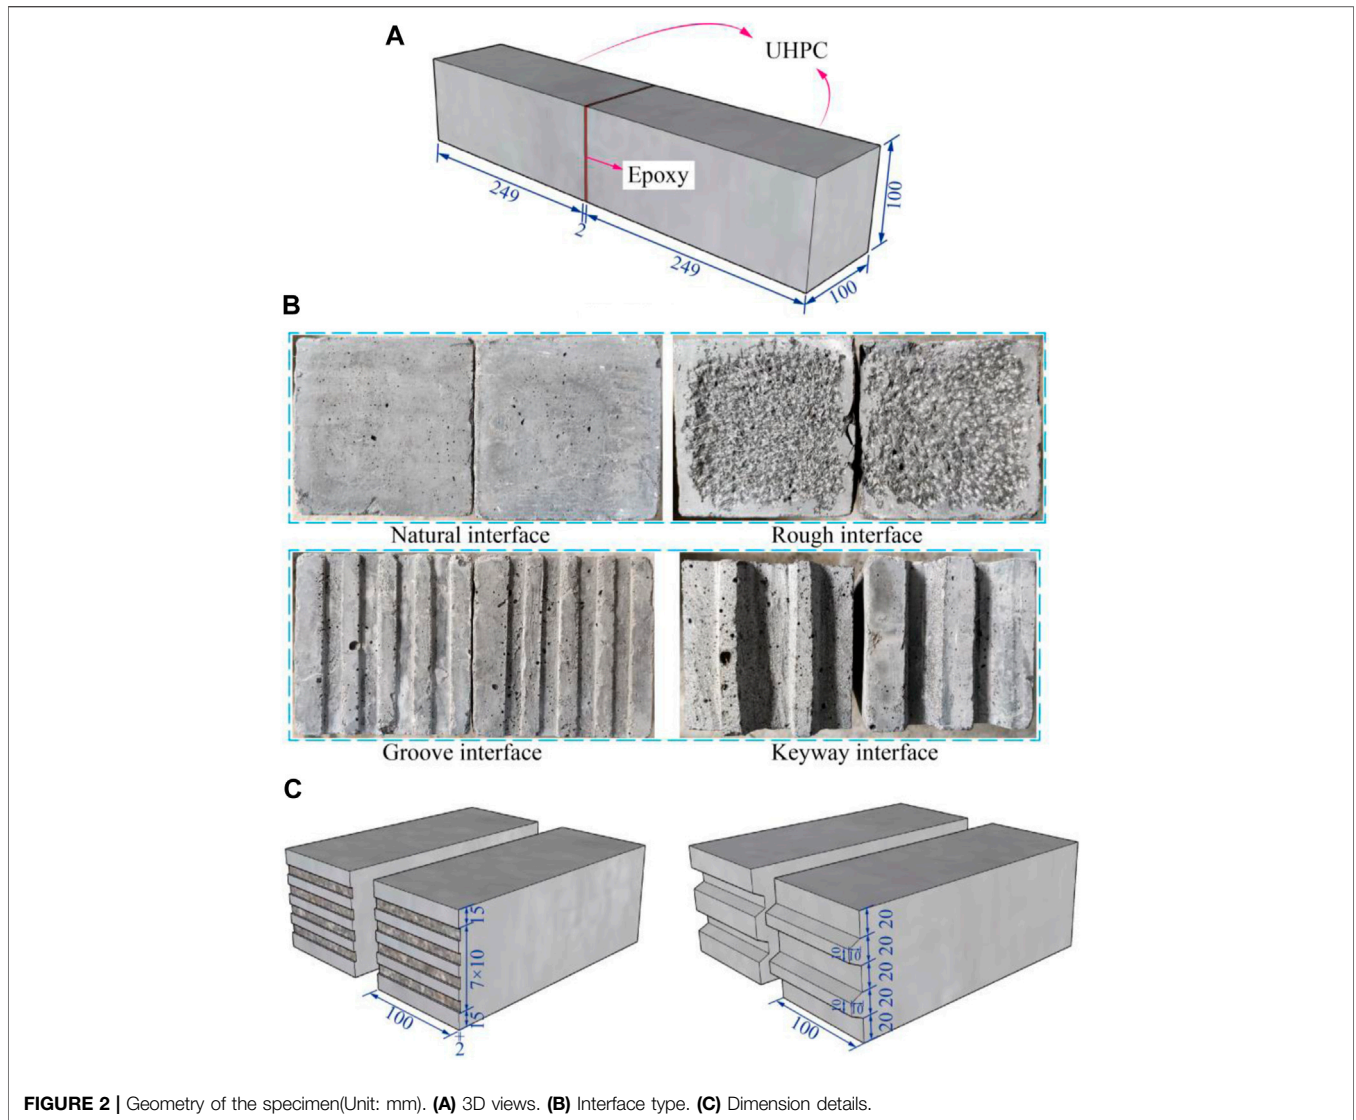 A
UHPC
Epoxy
249
2
249
100
100
B
Natural interface
Rough interface
Groove interface
Keyway interface
C
15
7×10
15
100
2
20
20
20
20
20
10
10
100
FIGURE 2 | Geometry of the specimen(Unit: mm). (A) 3D views. (B) Interface type. (C) Dimension details.